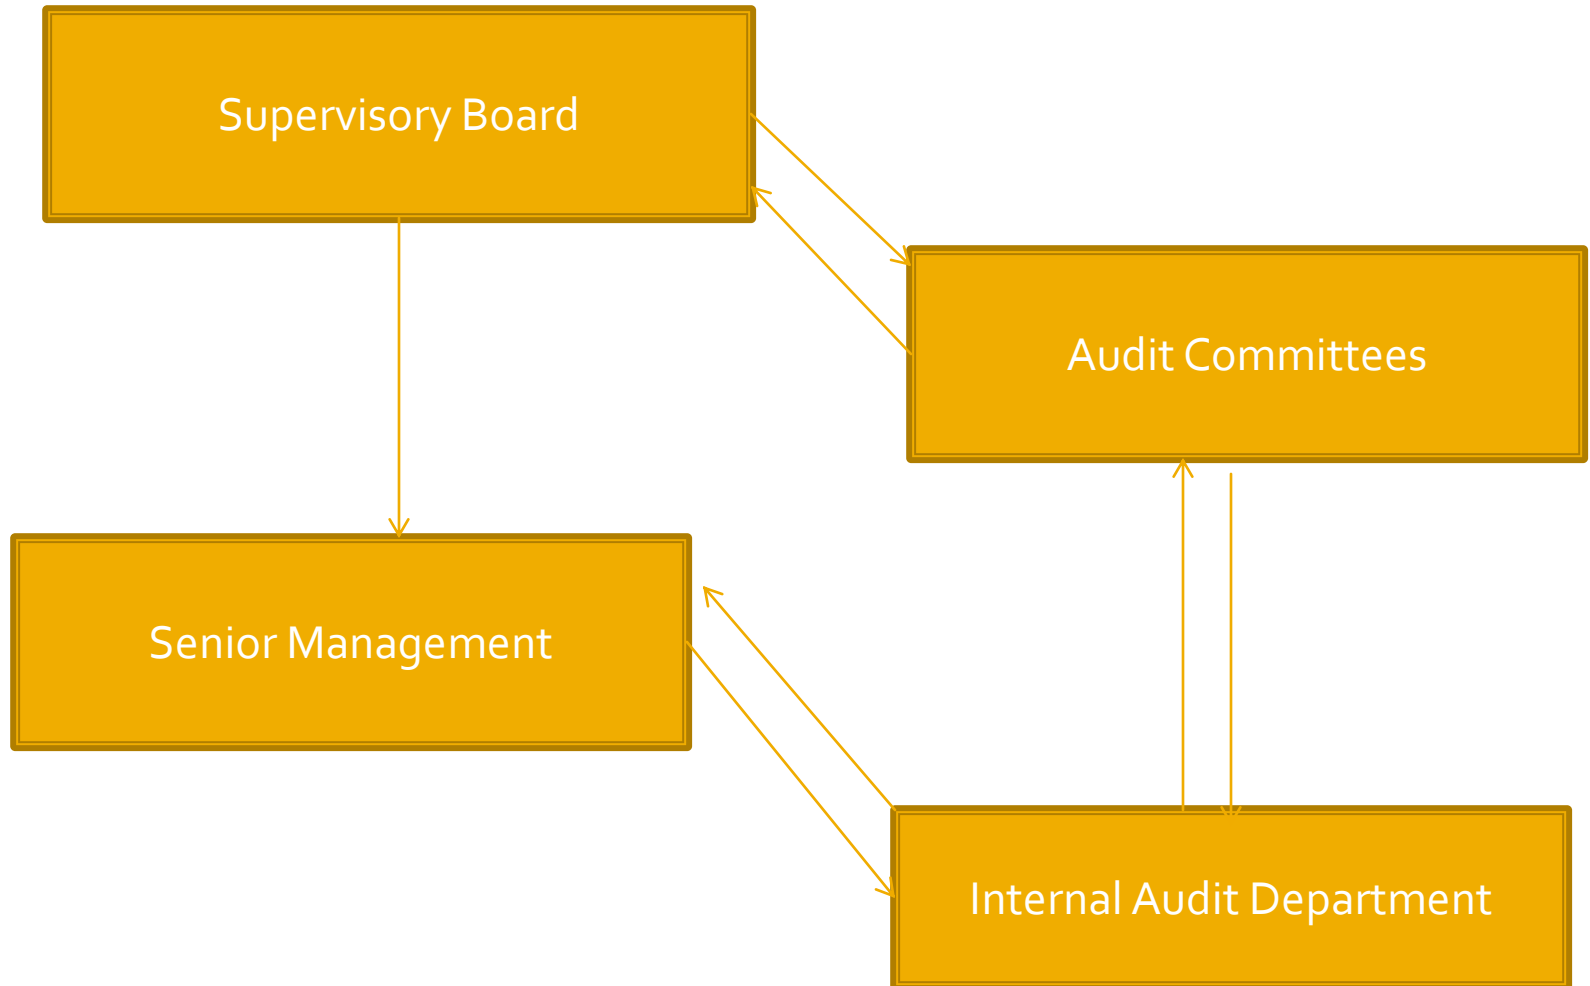 Supervisory Board
Audit Committees
Senior Management
Internal Audit Department